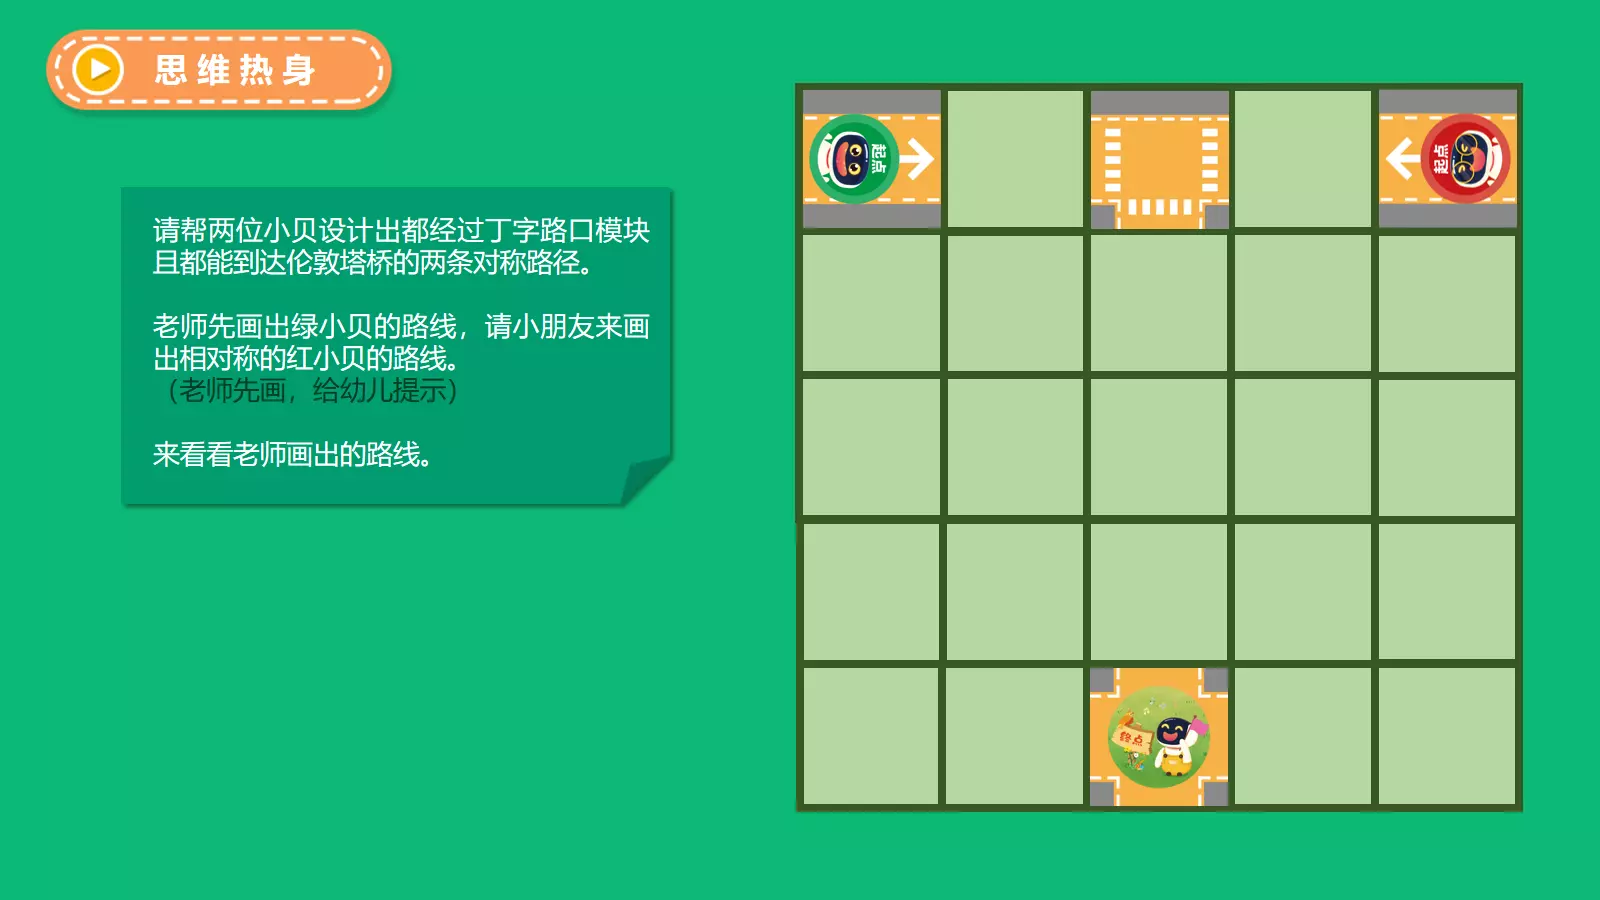 思维热身
请帮两位小贝设计出都经过丁字路口模块
且都能到达伦敦塔桥的两条对称路径。
老师先画出绿小贝的路线，请小朋友来画
出相对称的红小贝的路线。
（老师先画，给幼儿提示）
来看看老师画出的路线。
起点
起点
终点